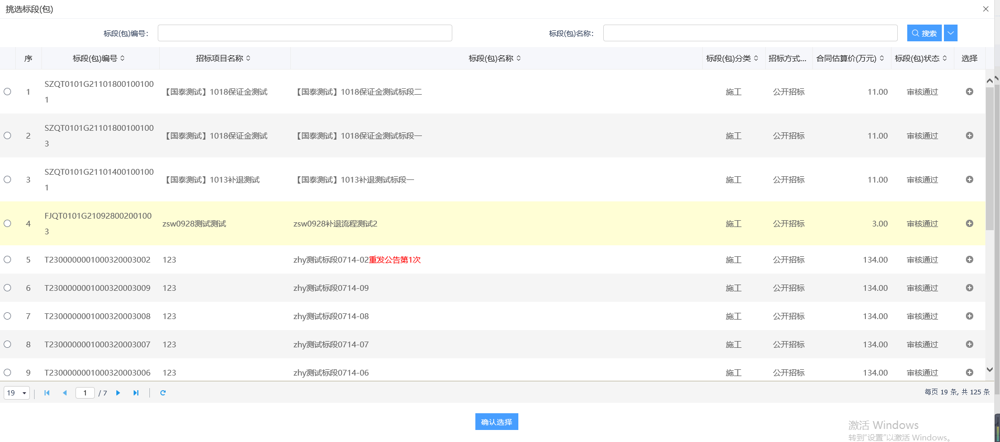 挑选标段(包)
标段(包)编号： 标段(包)名称： 搜索
序 标段(包)编号 招标项目名称 标段(包)名称 标段(包)分类 招标方式... 合同估算价(万元) 标段(包)状态 选择
1 SZQT0101G211018001001001 【国泰测试】1018保证金测试 【国泰测试】1018保证金测试标段二 施工 公开招标 11.00 审核通过
2 SZQT0101G211018001001003 【国泰测试】1018保证金测试 【国泰测试】1018保证金测试标段一 施工 公开招标 11.00 审核通过
3 SZQT0101G211014001001001 【国泰测试】1013补退测试 【国泰测试】1013补退测试标段一 施工 公开招标 11.00 审核通过
4 FJQT0101G210928002001003 zsw0928测试测试 zsw0928补退流程测试2 施工 公开招标 3.00 审核通过
5 T2300000001000320003002 123 zhy测试标段0714-02重发公告第1次 施工 公开招标 134.00 审核通过
6 T2300000001000320003009 123 zhy测试标段0714-09 施工 公开招标 134.00 审核通过
7 T2300000001000320003008 123 zhy测试标段0714-08 施工 公开招标 134.00 审核通过
8 T2300000001000320003007 123 zhy测试标段0714-07 施工 公开招标 134.00 审核通过
9 T2300000001000320003006 123 zhy测试标段0714-06 施工 公开招标 134.00 审核通过
19 1 / 7 每页 19 条, 共 125 条
确认选择
激活 Windows
转到"设置"以激活 Windows。